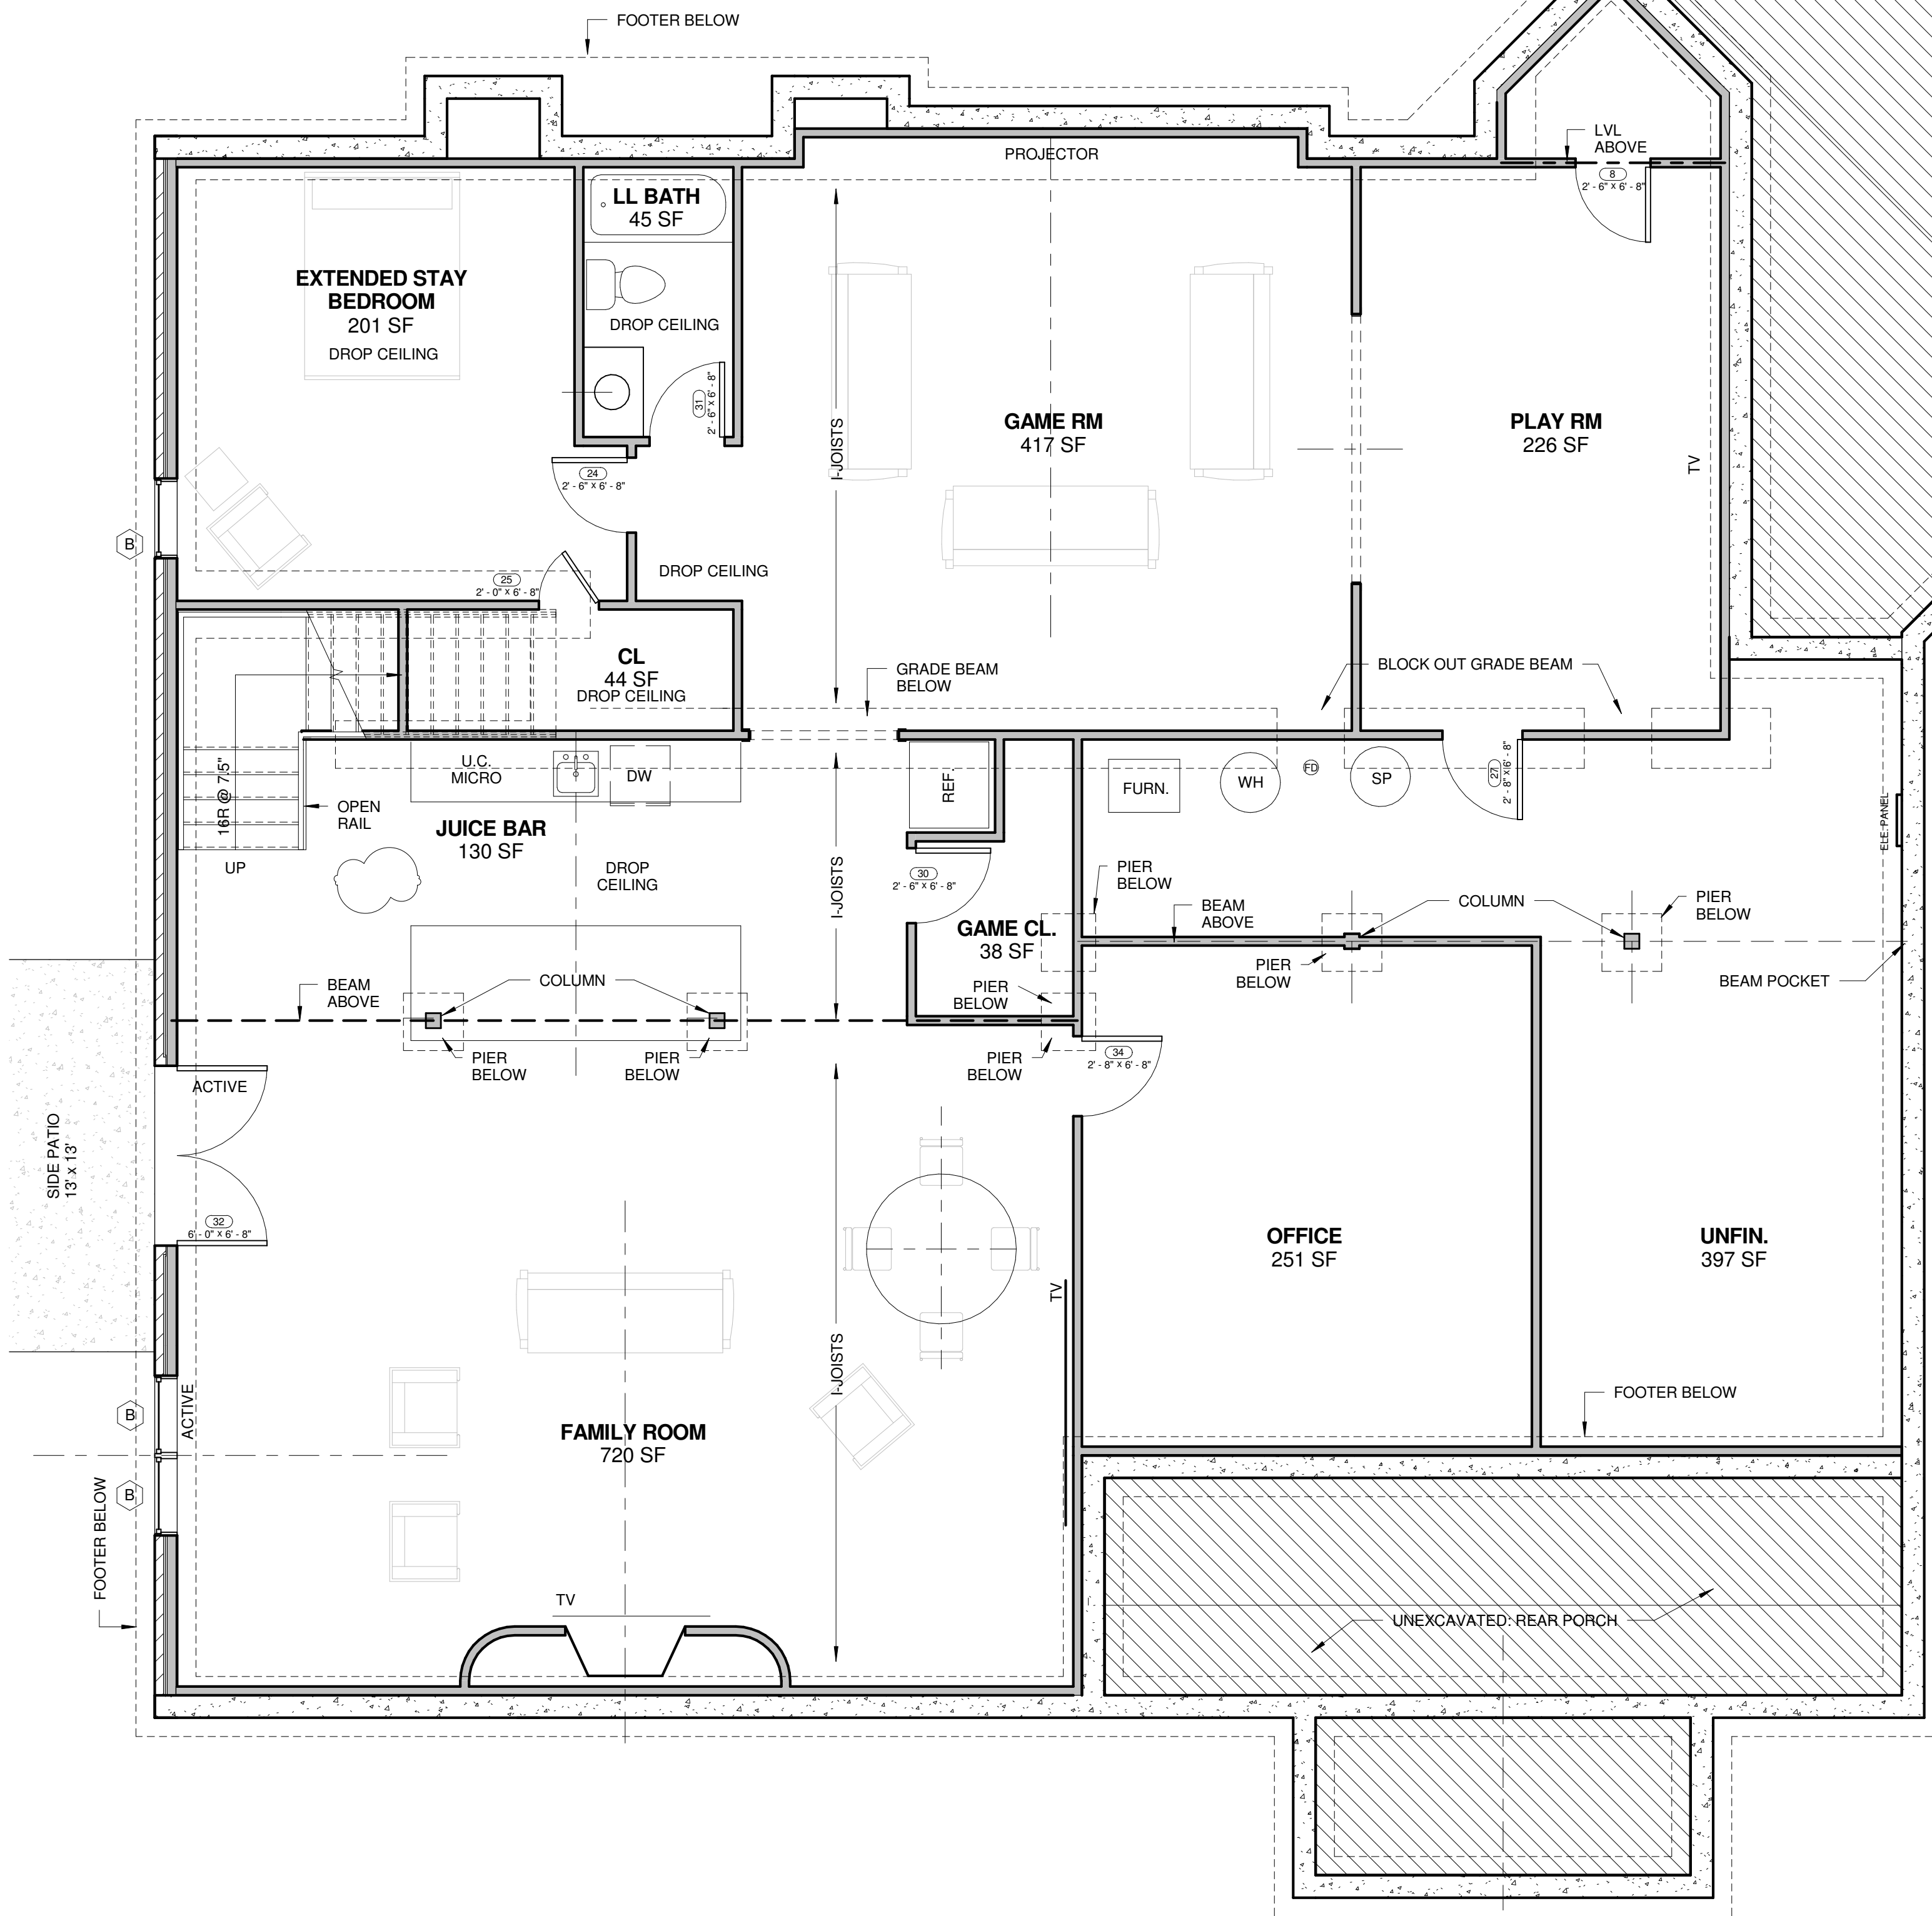 FOOTER BELOW
LVL
ABOVE
8
2' - 6" x 6' - 8"
PROJECTOR
LL BATH
45 SF
DROP CEILING
31
2' - 6" x 6' - 8"
EXTENDED STAY
BEDROOM
201 SF
DROP CEILING
I-JOISTS
GAME RM
417 SF
PLAY RM
226 SF
TV
24
2' - 6" x 6' - 8"
B
25
2' - 0" x 6' - 8"
DROP CEILING
CL
44 SF
DROP CEILING
GRADE BEAM
BELOW
BLOCK OUT GRADE BEAM
16R @ 7.5"
OPEN
RAIL
UP
U.C.
MICRO
DW
REF.
JUICE BAR
130 SF
DROP
CEILING
I-JOISTS
30
2' - 6" x 6' - 8"
FURN.
WH
FD
SP
27
2' - 8" x 6' - 8"
ELE. PANEL
PIER
BELOW
BEAM
ABOVE
COLUMN
PIER
BELOW
GAME CL.
38 SF
PIER
BELOW
PIER
BELOW
BEAM POCKET
BEAM
ABOVE
COLUMN
PIER
BELOW
PIER
BELOW
PIER
BELOW
34
2' - 8" x 6' - 8"
ACTIVE
SIDE PATIO
13' x 13'
32
6' - 0" x 6' - 8"
OFFICE
251 SF
UNFIN.
397 SF
TV
I-JOISTS
ACTIVE
B
B
FOOTER BELOW
FAMILY ROOM
720 SF
FOOTER BELOW
TV
UNEXCAVATED: REAR PORCH